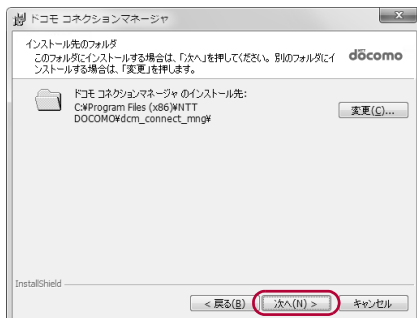 ドコモ コネクションマネージャ
インストール先のフォルダ
このフォルダにインストールする場合は、「次へ」を押してください。別のフォルダにイ
ンストールする場合は、「変更」を押します。
döcomo
ドコモ コネクションマネージャ のインストール先:
C:¥Program Files (x86)¥NTT
DOCOMO¥dcm_connect_mng¥
変更(C)...
InstallShield
< 戻る(B)
次へ(N) >
キャンセル